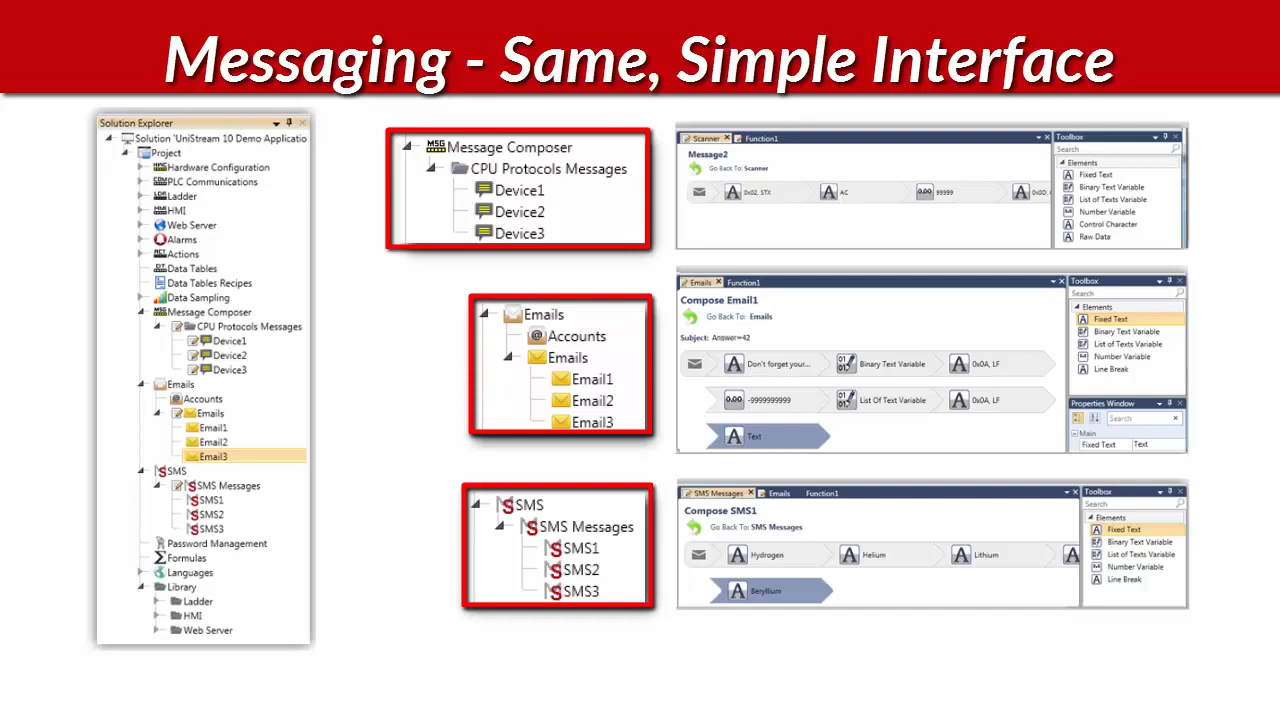 Messaging - Same, Simple Interface
Solution Explorer
Solution 'UniStream 10 Demo Applicatio
Project
Hardware Configuration
PLC Communications
Ladder
HMI
Web Server
Alarms
Actions
Data Tables
Data Tables Recipes
Data Sampling
Message Composer
CPU Protocols Messages
Device1
Device2
Device3
Emails
Accounts
Emails
Email1
Email2
Email3
SMS
SMS Messages
SMS1
SMS2
SMS3
Password Management
Formulas
Languages
Library
Ladder
HMI
Web Server
MSG Message Composer
CPU Protocols Messages
Device1
Device2
Device3
Scanner Function1
Message2
Go Back To: Scanner
A 0x02, STX A AC 0.00 99999 A 0x0D,
Toolbox
Search
Elements
Fixed Text
Binary Text Variable
List of Texts Variable
Number Variable
Control Character
Raw Data
Emails
Accounts
Emails
Email1
Email2
Email3
Emails Function1
Compose Email1
Go Back To: Emails
Subject: Answer=42
A Don't forget your... Binary Text Variable A 0x0A, LF
0.00 -9999999999 List Of Text Variable A 0x0A, LF
A Text
Toolbox
Search
Elements
Fixed Text
Binary Text Variable
List of Texts Variable
Number Variable
Line Break
Properties Window
Search
Main
Fixed Text Text
SMS
SMS Messages
SMS1
SMS2
SMS3
SMS Messages Emails Function1
Compose SMS1
Go Back To: SMS Messages
A Hydrogen A Helium A Lithium A
A Beryllium
Toolbox
Search
Elements
Fixed Text
Binary Text Variable
List of Texts Variable
Number Variable
Line Break